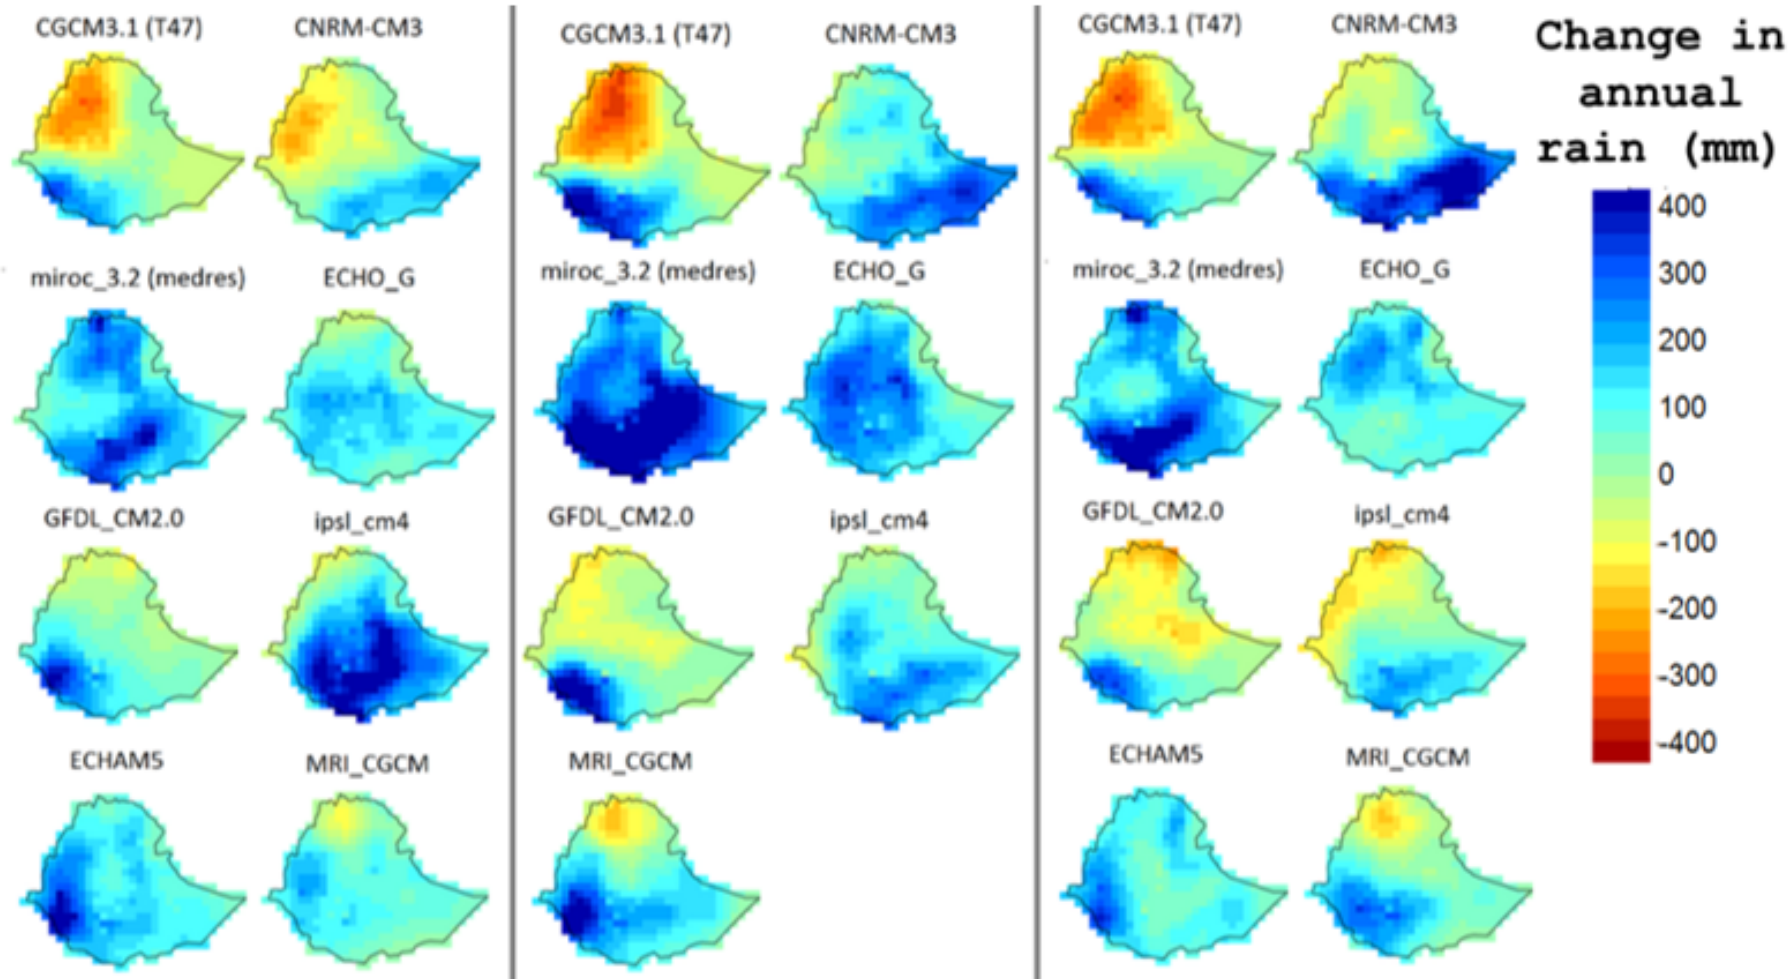 CGCM3.1 (T47) CNRM-CM3
miroc_3.2 (medres) ECHO_G
GFDL_CM2.0 ipsl_cm4
ECHAM5 MRI_CGCM
CGCM3.1 (T47) CNRM-CM3
miroc_3.2 (medres) ECHO_G
GFDL_CM2.0 ipsl_cm4
MRI_CGCM
CGCM3.1 (T47) CNRM-CM3
miroc_3.2 (medres) ECHO_G
GFDL_CM2.0 ipsl_cm4
ECHAM5 MRI_CGCM
Change in
annual
rain (mm)
400
300
200
100
0
-100
-200
-300
-400